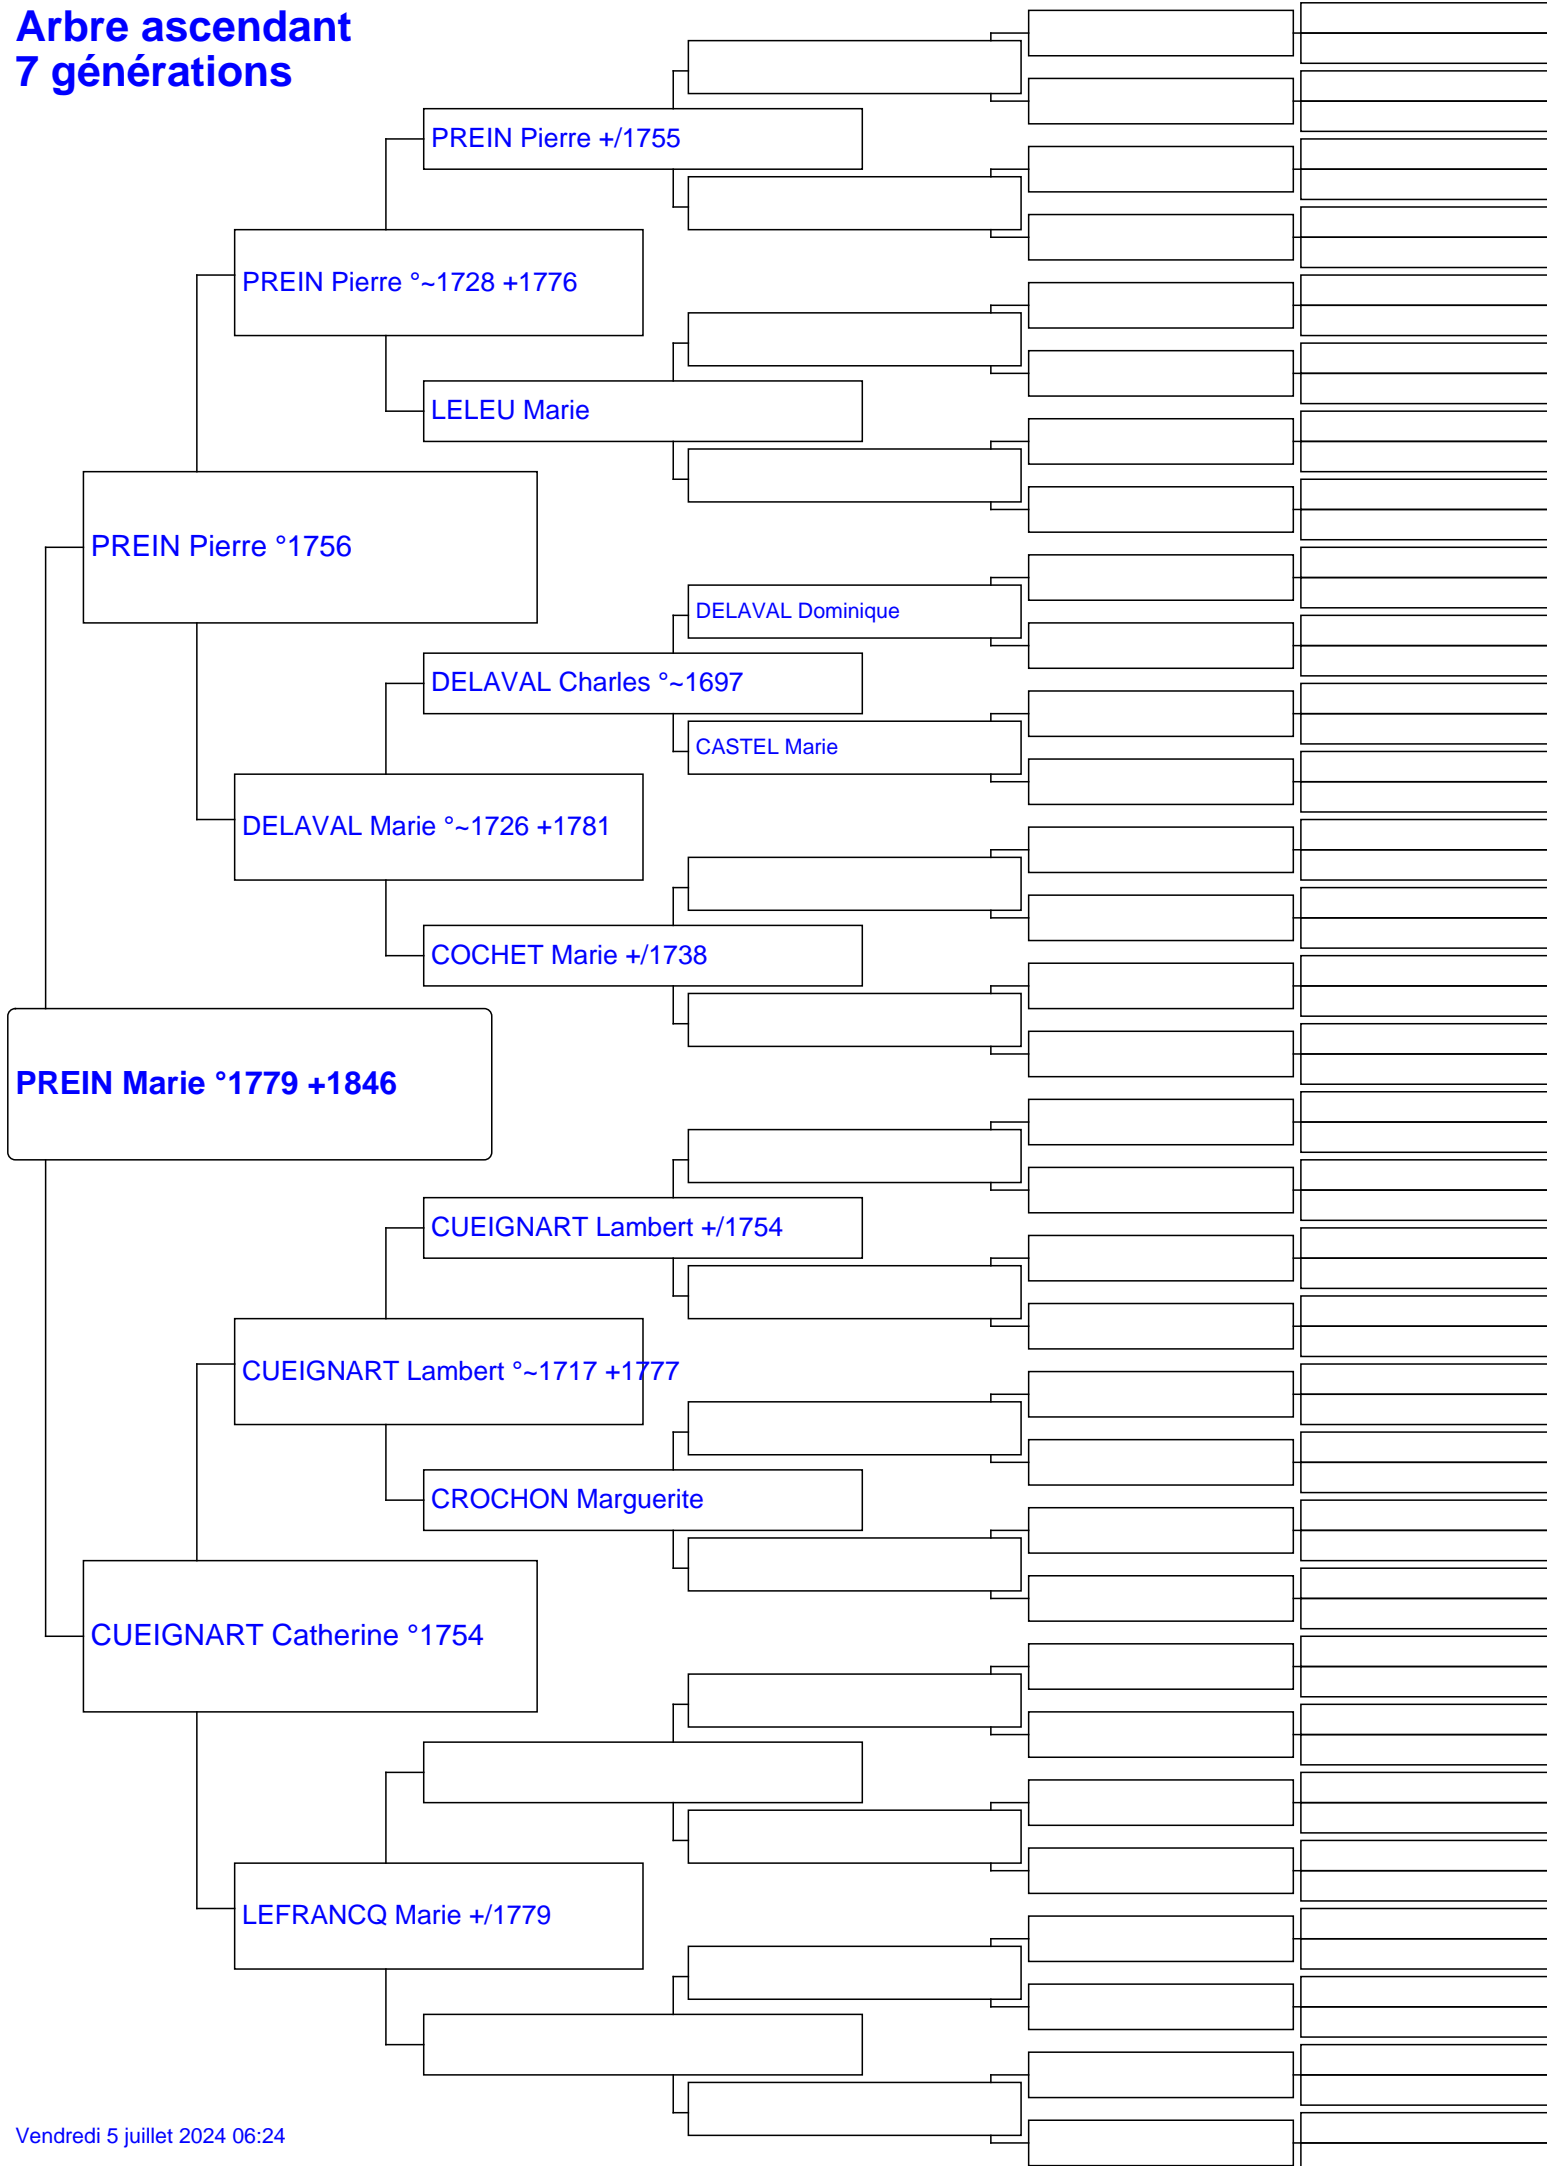 Arbre ascendant
7 générations
PREIN Pierre +/1755
PREIN Pierre °~1728 +1776
LELEU Marie
PREIN Pierre °1756
DELAVAL Dominique
DELAVAL Charles °~1697
CASTEL Marie
DELAVAL Marie °~1726 +1781
COCHET Marie +/1738
PREIN Marie °1779 +1846
CUEIGNART Lambert +/1754
CUEIGNART Lambert °~1717 +1777
CROCHON Marguerite
CUEIGNART Catherine °1754
LEFRANCQ Marie +/1779
Vendredi 5 juillet 2024 06:24